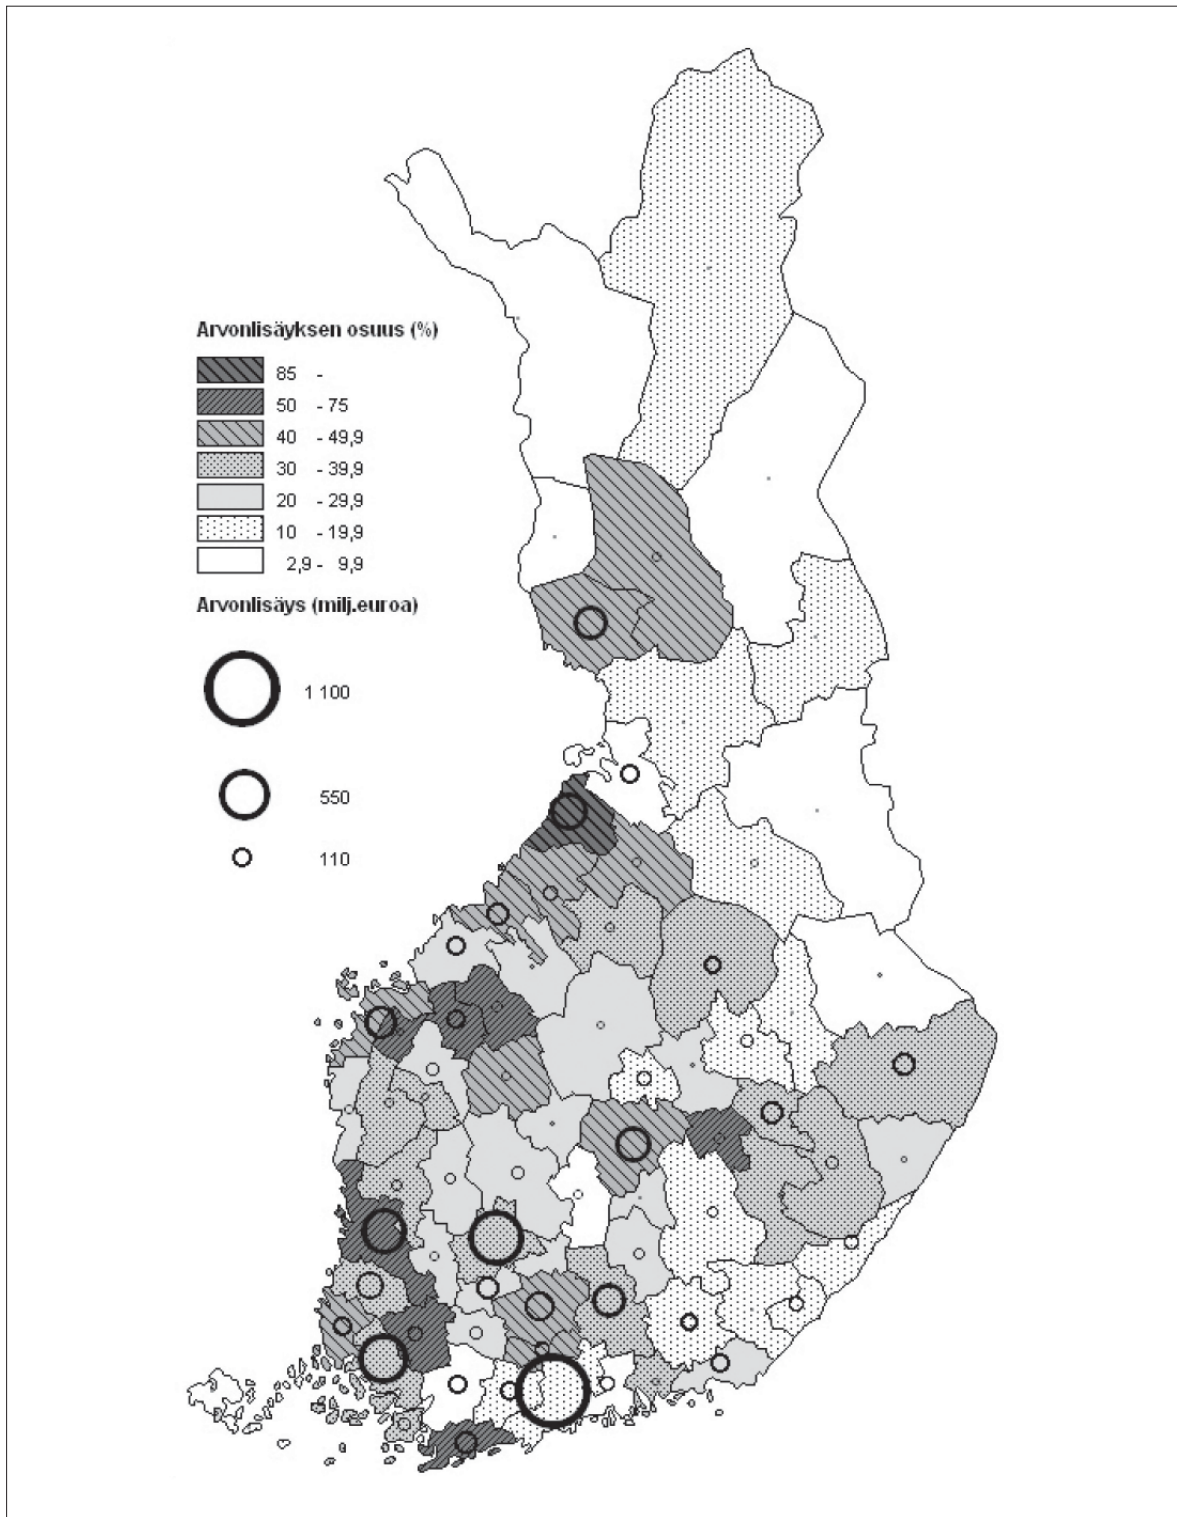 Arvonlisäyksen osuus (%)
85 -
50 - 75
40 - 49,9
30 - 39,9
20 - 29,9
10 - 19,9
2,9 - 9,9
Arvonlisäys (milj.euroa)
1 100
550
110